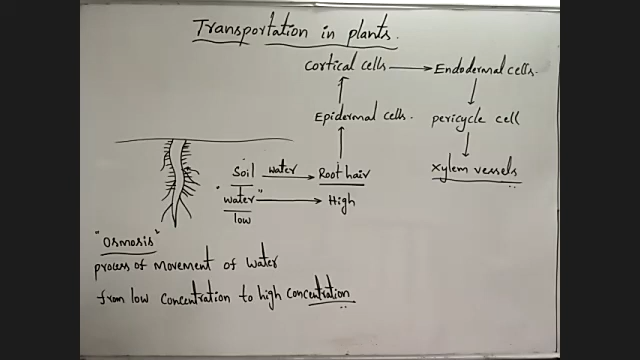 Transportation in plants.
Cortical cells → Endodermal cells.
Epidermal cells. pericycle cell
Soil water → Root hair xylem vessels
"water" → High
low
"Osmosis"
process of movement of water
from low concentration to high concentration